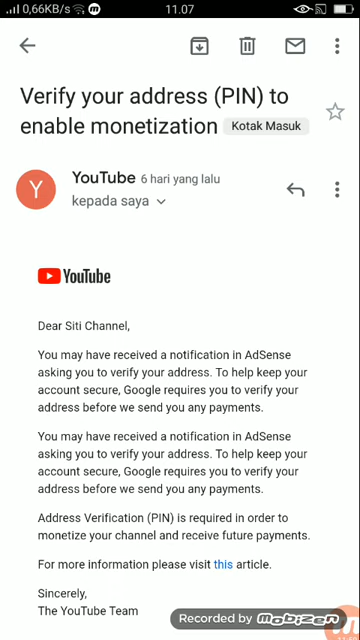 0,66KB/s 11.07
Verify your address (PIN) to
enable monetization Kotak Masuk
Y YouTube 6 hari yang lalu
kepada saya
YouTube
Dear Siti Channel,
You may have received a notification in AdSense
asking you to verify your address. To help keep your
account secure, Google requires you to verify your
address before we send you any payments.
You may have received a notification in AdSense
asking you to verify your address. To help keep your
account secure, Google requires you to verify your
address before we send you any payments.
Address Verification (PIN) is required in order to
monetize your channel and receive future payments.
For more information please visit this article.
Sincerely,
The YouTube Team
Recorded by Mobizen